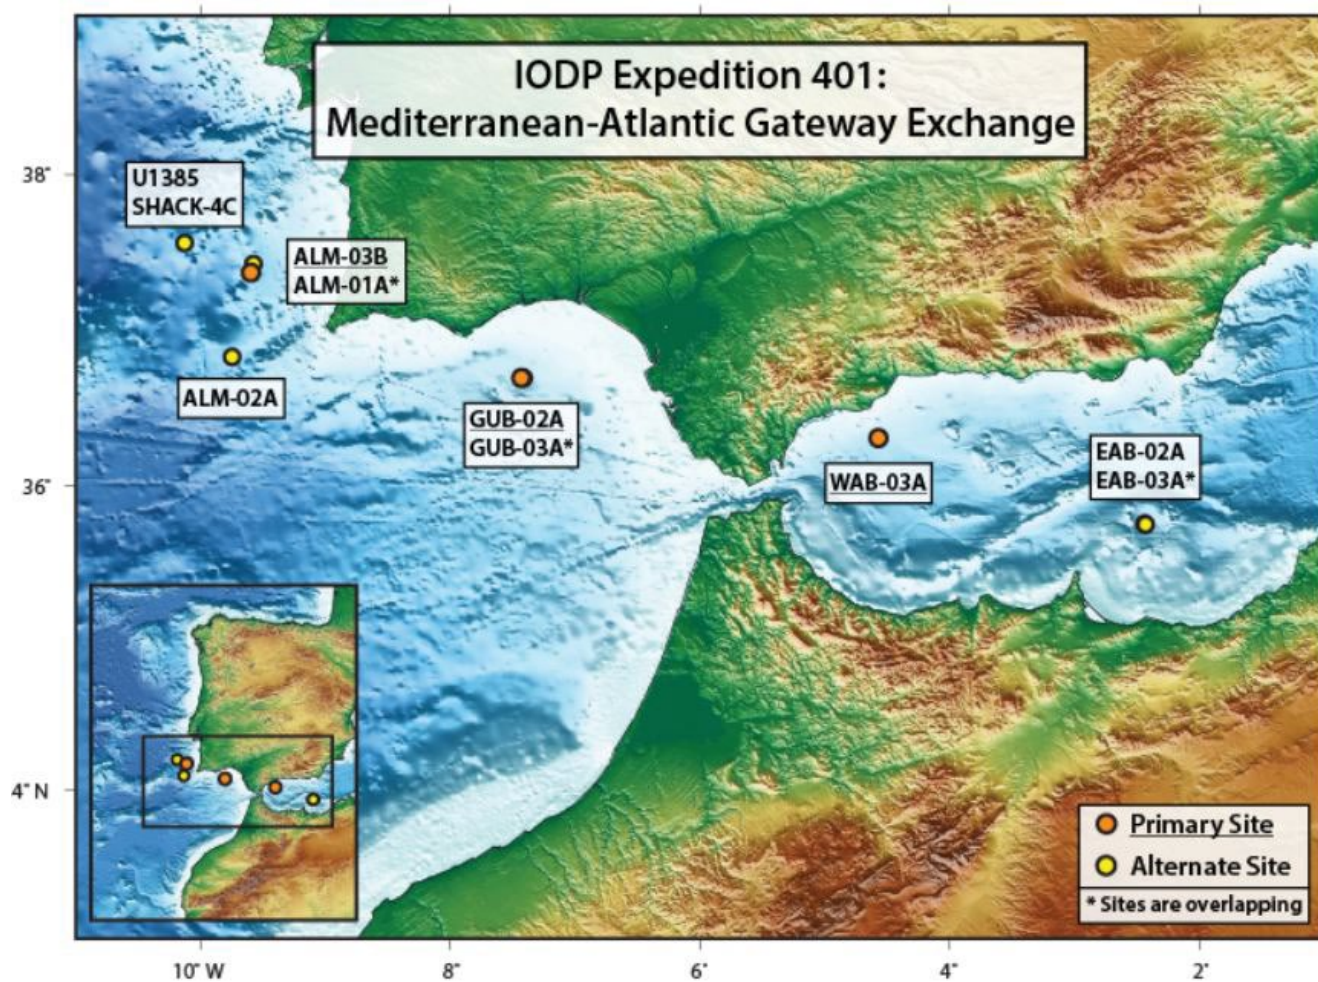 IODP Expedition 401:
Mediterranean-Atlantic Gateway Exchange
38°
U1385
SHACK-4C
ALM-03B
ALM-01A*
ALM-02A
GUB-02A
GUB-03A*
WAB-03A
EAB-02A
EAB-03A*
36°
4° N
Primary Site
Alternate Site
* Sites are overlapping
10° W
8°
6°
4°
2°